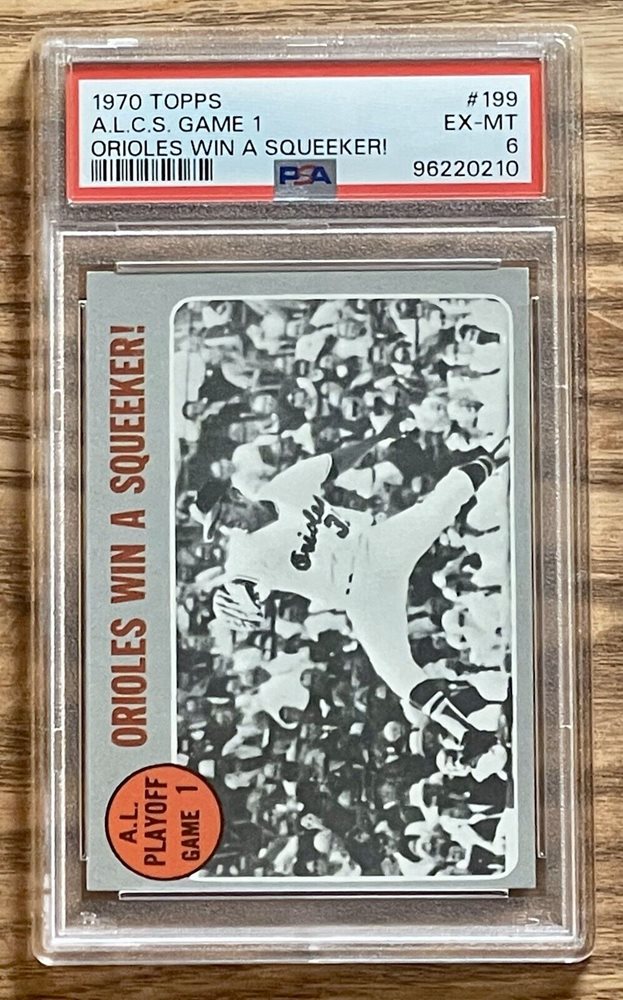 1970 TOPPS #199
A.L.C.S. GAME 1 EX-MT
ORIOLES WIN A SQUEEKER! 6
PSA 96220210
ORIOLES WIN A SQUEEKER!
A.L.
PLAYOFF
GAME 1
Orioles